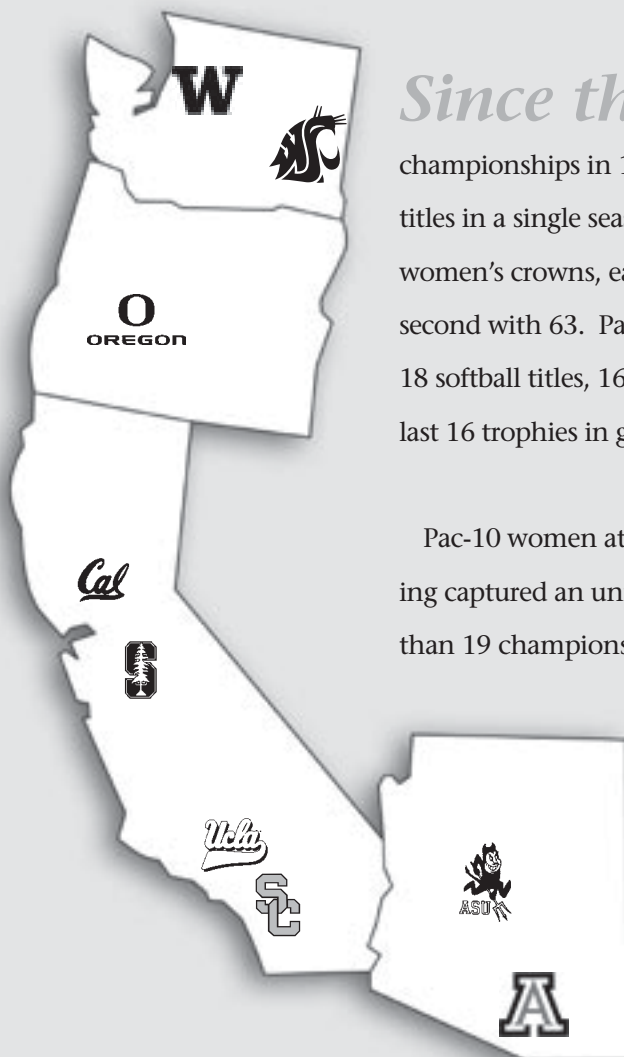 W
WSC
Since th
championships in 1
titles in a single sea
women's crowns, ea
O
OREGON
second with 63. Pa
18 softball titles, 16
last 16 trophies in g
Pac-10 women at
Cal
ing captured an un
than 19 champions
S
Ucla
SC
ASU
A